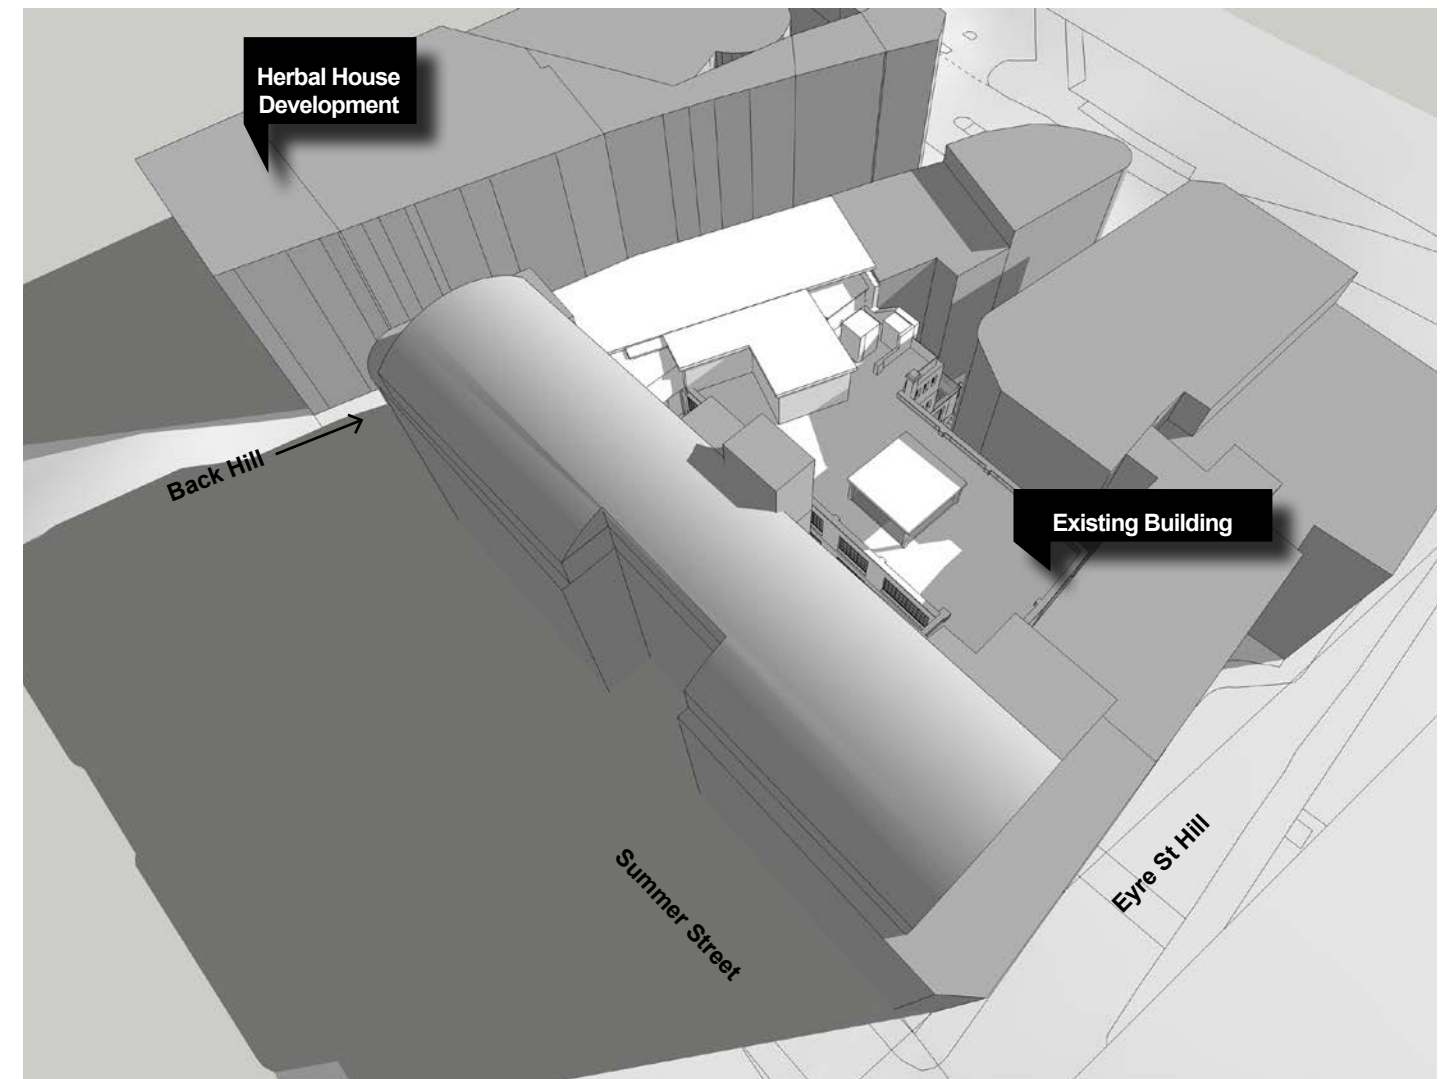 Herbal House
Development
Back Hill
Existing Building
Summer Street
Eyre St Hill